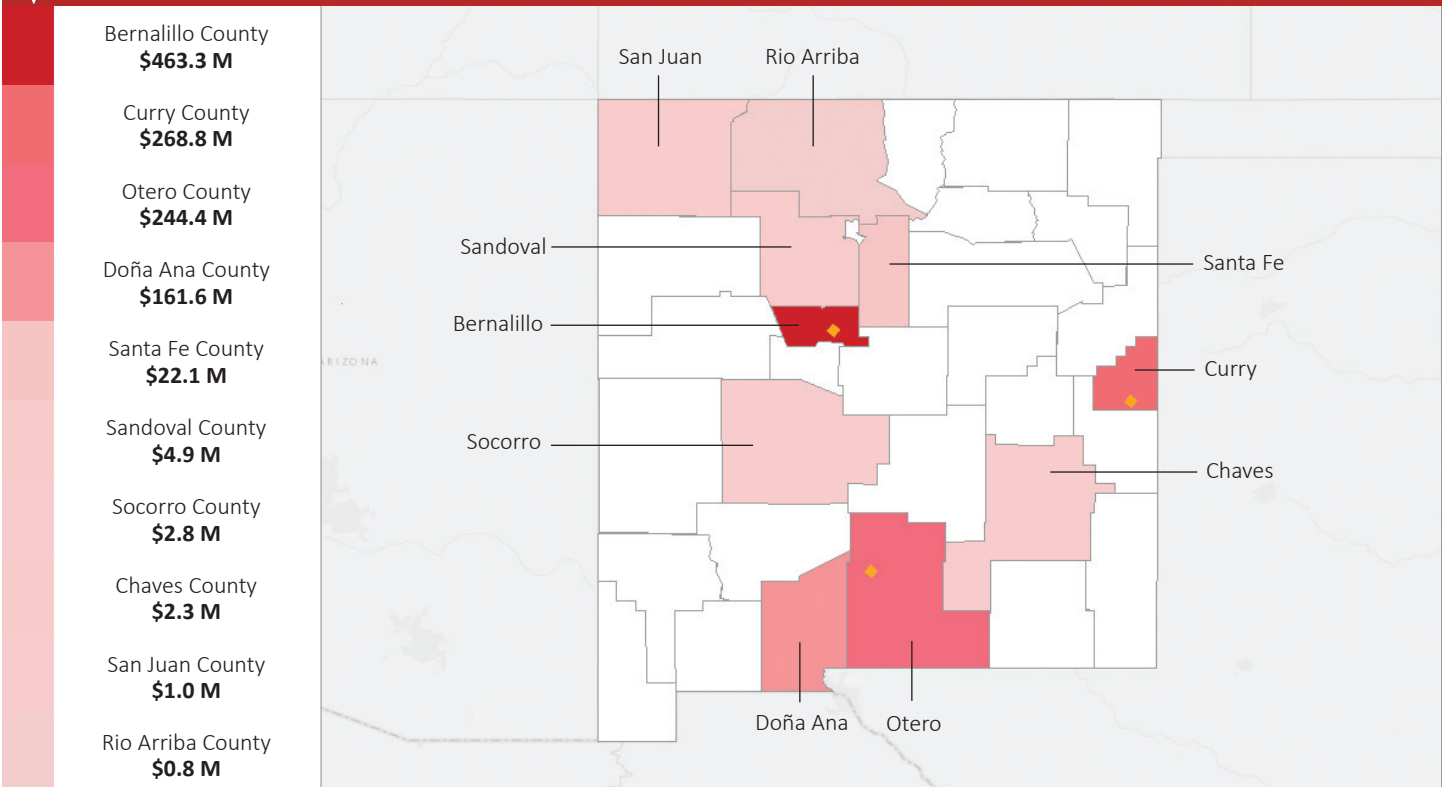 Bernalillo County
$463.3 M
Curry County
$268.8 M
Otero County
$244.4 M
Doña Ana County
$161.6 M
Santa Fe County
$22.1 M
Sandoval County
$4.9 M
Socorro County
$2.8 M
Chaves County
$2.3 M
San Juan County
$1.0 M
Rio Arriba County
$0.8 M
San Juan
Rio Arriba
Sandoval
Santa Fe
Bernalillo
ARIZONA
Curry
Socorro
Chaves
Doña Ana
Otero